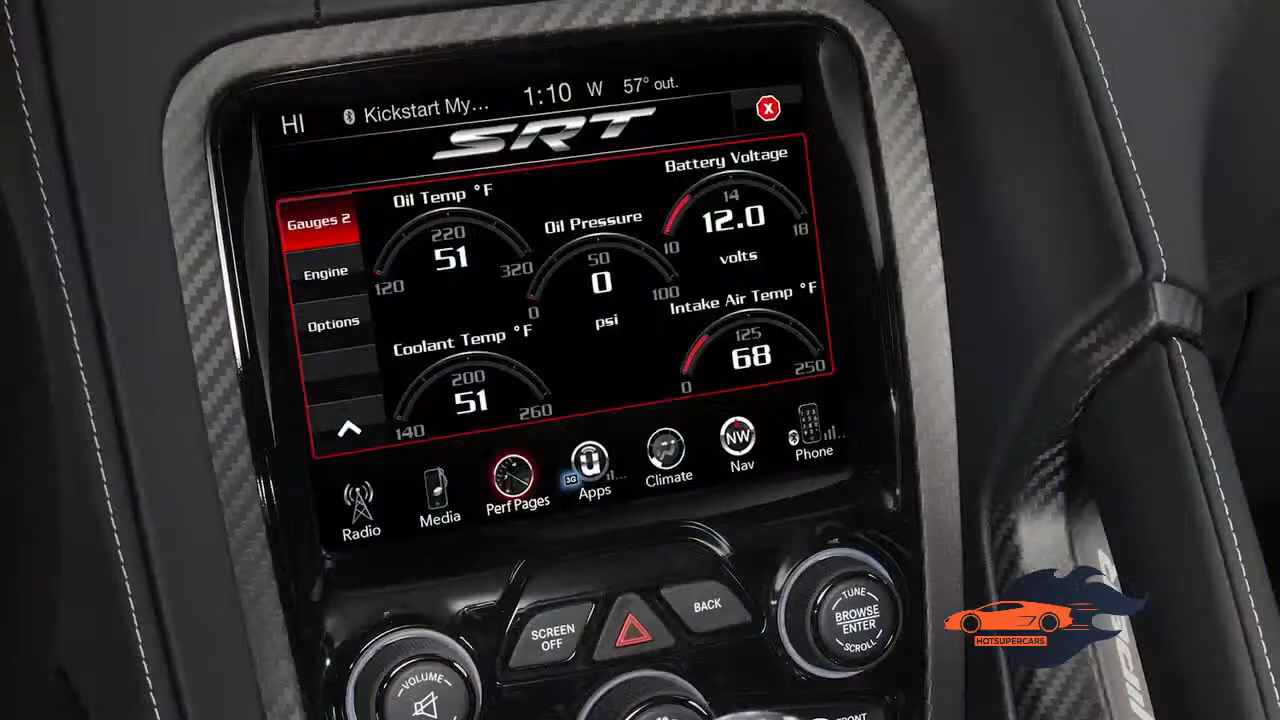 HI
Kickstart My...
1:10 W 57° out.
SRT
X
Gauges 2
Engine
Options
Oil Temp °F
220
51
120
320
Oil Pressure
50
0
0
100
psi
Battery Voltage
14
12.0
10
18
volts
Coolant Temp °F
200
51
140
260
Intake Air Temp °F
125
68
0
250
Radio
Media
Perf Pages
3G
Apps
Climate
NW
Nav
Phone
SCREEN
OFF
BACK
TUNE
BROWSE
ENTER
SCROLL
VOLUME
FRONT
HOTSUPERCARS